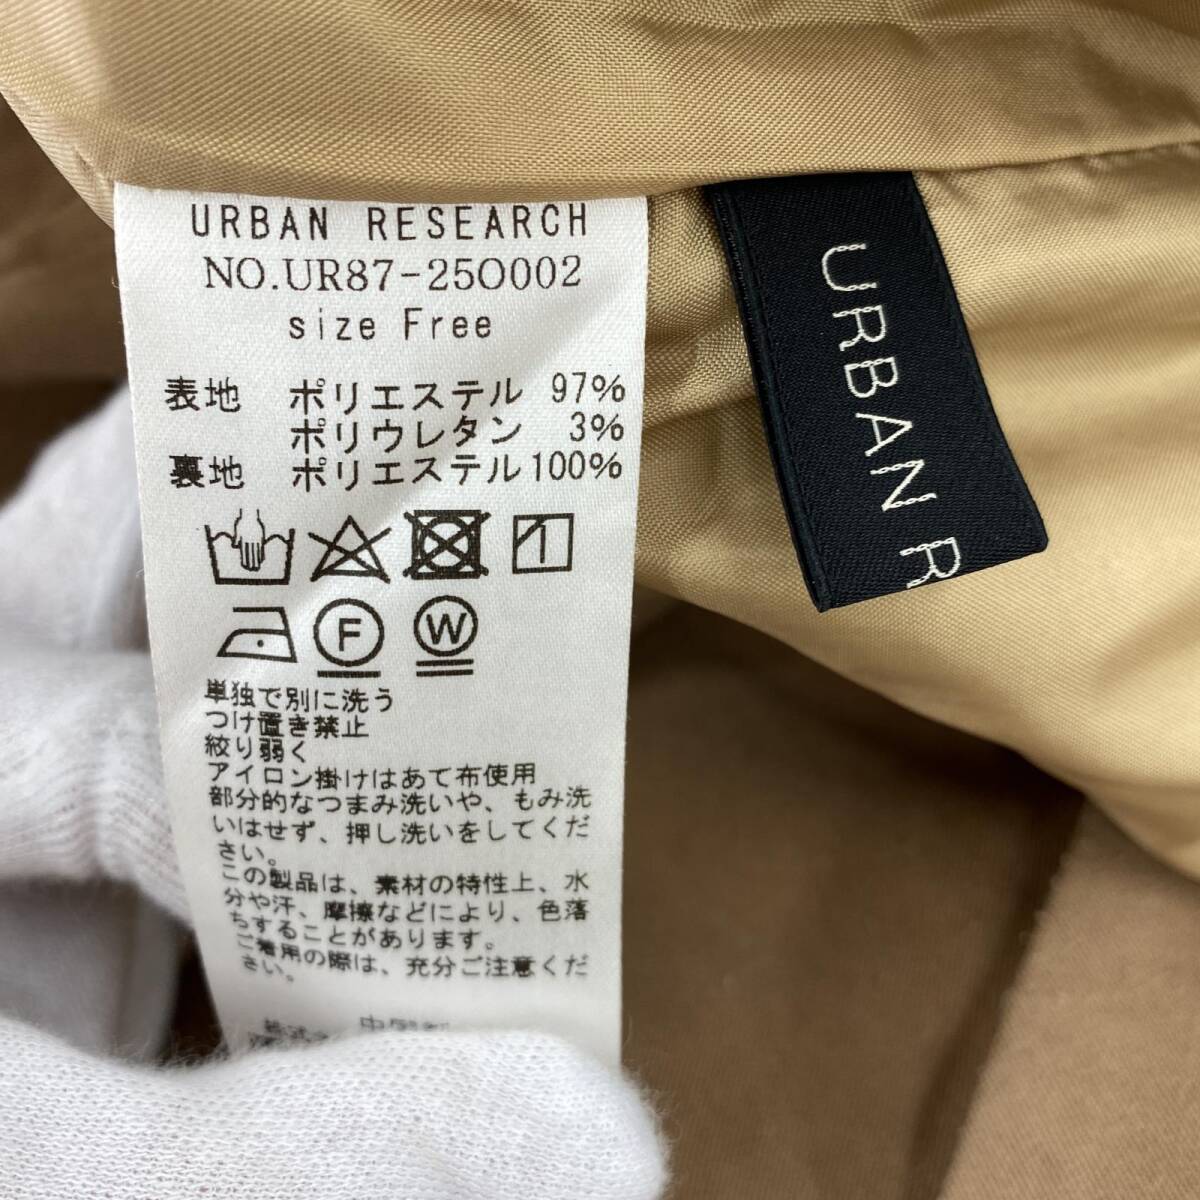 URBAN RESEARCH
NO.UR87-25O002
size Free
表地 ポリエステル 97%
ポリウレタン 3%
裏地 ポリエステル 100%
F W
単独で別に洗う
つけ置き禁止
絞り弱く
アイロン掛けはあて布使用
部分的なつまみ洗いや、もみ洗
いはせず、押し洗いをしてくだ
さい。
この製品は、素材の特性上、水
分や汗、摩擦などにより、色落
ちすることがあります。
ご着用の際は、充分ご注意くだ
さい。
中国製
URBAN R